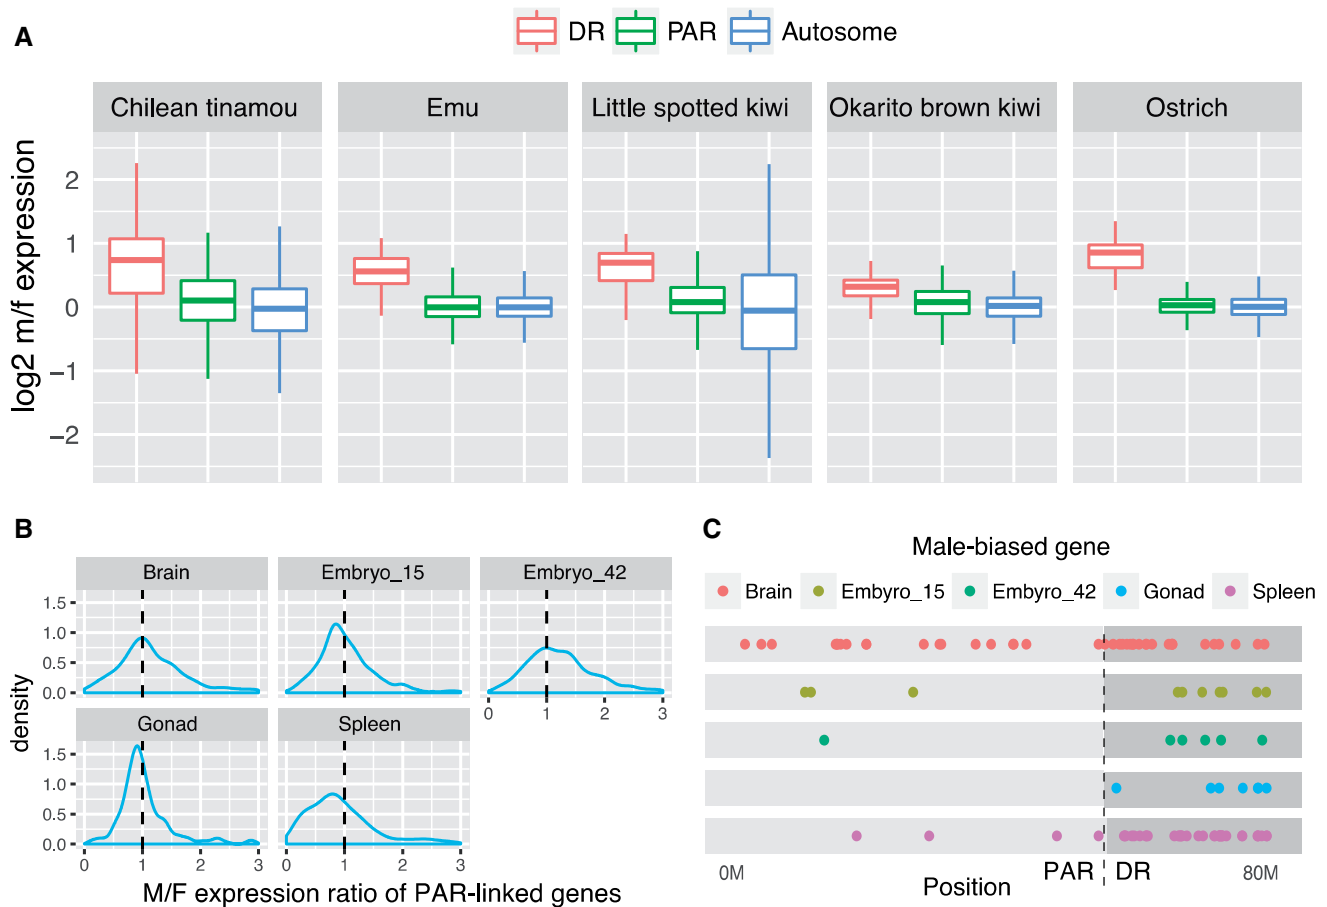 A
DR PAR Autosome
Chilean tinamou Emu Little spotted kiwi Okarito brown kiwi Ostrich
log2 m/f expression
2
1
0
−1
−2
B
Brain Embryo_15 Embryo_42
1.5
1.0
0.5
0.0
0 1 2 3
Gonad Spleen
1.5
1.0
0.5
0.0
0 1 2 3 0 1 2 3
density
M/F expression ratio of PAR-linked genes
C
Male-biased gene
Brain Embyro_15 Embyro_42 Gonad Spleen
PAR DR
0M 80M
Position